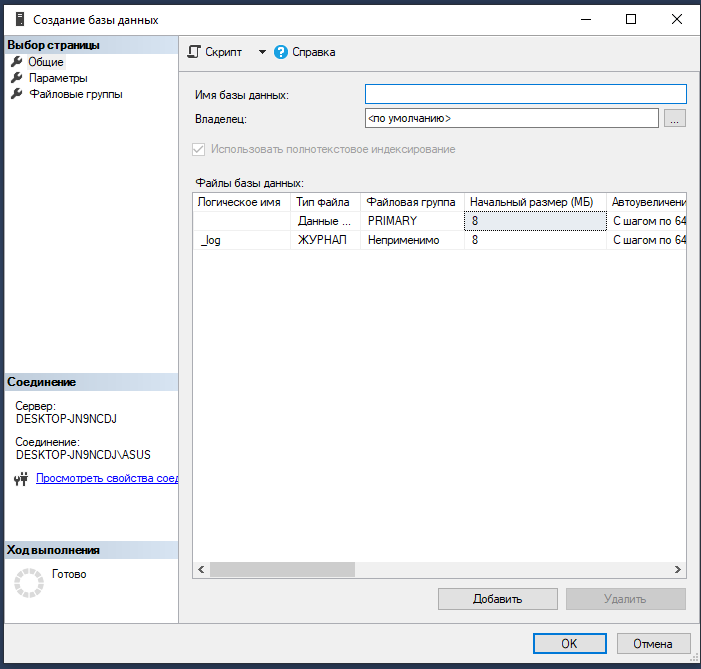 Создание базы данных
Выбор страницы
Общие
Параметры
Файловые группы
Скрипт
Справка
Имя базы данных:
Владелец:
<по умолчанию>
...
Использовать полнотекстовое индексирование
Файлы базы данных:
Логическое имя Тип файла Файловая группа Начальный размер (МБ) Автоувеличени
Данные ... PRIMARY 8 С шагом по 64
_log ЖУРНАЛ Неприменимо 8 С шагом по 64
Соединение
Сервер:
DESKTOP-JN9NCDJ
Соединение:
DESKTOP-JN9NCDJ\ASUS
Просмотреть свойства соед
Ход выполнения
Готово
Добавить
Удалить
OK
Отмена